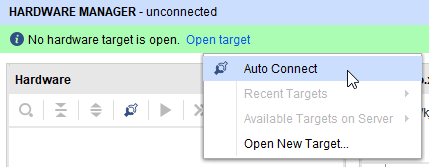 HARDWARE MANAGER - unconnected
No hardware target is open. Open target
Auto Connect
Hardware
Recent Targets
Available Targets on Server
Open New Target...